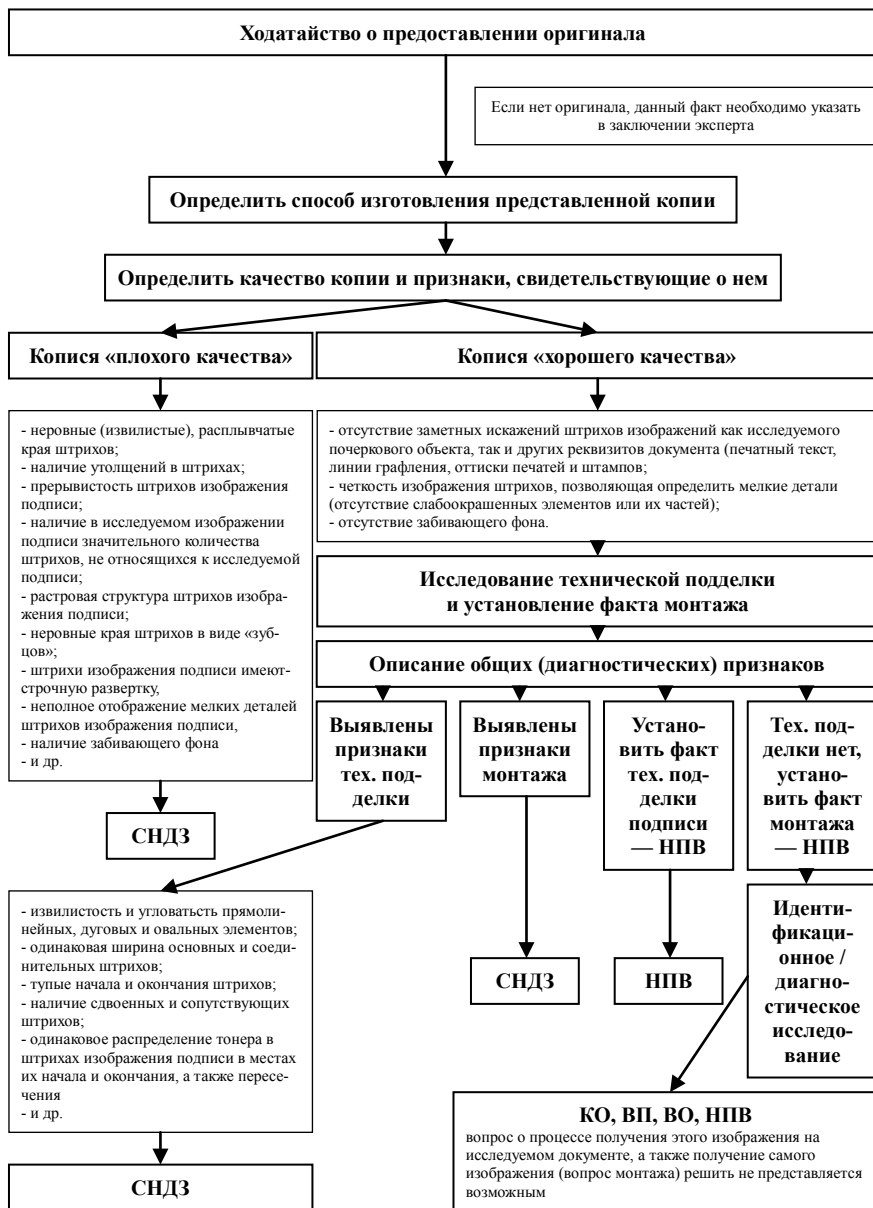 Ходатайство о предоставлении оригинала
Если нет оригинала, данный факт необходимо указать
в заключении эксперта
Определить способ изготовления представленной копии
Определить качество копии и признаки, свидетельствующие о нем
Копися «плохого качества»
Копися «хорошего качества»
- неровные (извилистые), расплывчатые
края штрихов;
- наличие утолщений в штрихах;
- прерывистость штрихов изображения
подписи;
- наличие в исследуемом изображении
подписи значительного количества
штрихов, не относящихся к исследуемой
подписи;
- растровая структура штрихов изобра-
жения подписи;
- неровные края штрихов в виде «зуб-
цов»;
- штрихи изображения подписи имеют-
строчную развертку,
- неполное отображение мелких деталей
штрихов изображения подписи,
- наличие забивающего фона
- и др.
- отсутствие заметных искажений штрихов изображений как исследуемого
почеркового объекта, так и других реквизитов документа (печатный текст,
линии графления, оттиски печатей и штампов;
- четкость изображения штрихов, позволяющая определить мелкие детали
(отсутствие слабоокрашенных элементов или их частей);
- отсутствие забивающего фона.
Исследование технической подделки
и установление факта монтажа
Описание общих (диагностических) признаков
Выявлены
признаки
тех. под-
делки
Выявлены
признаки
монтажа
Устано-
вить факт
тех. под-
делки
подписи
— НПВ
Тех. под-
делки нет,
устано-
вить факт
монтажа
— НПВ
СНДЗ
- извилистость и угловатьсть прямоли-
нейных, дуговых и овальных элементов;
- одинаковая ширина основных и соеди-
нительных штрихов;
- тупые начала и окончания штрихов;
- наличие сдвоенных и сопутствующих
штрихов;
- одинаковое распределение тонера в
штрихах изображения подписи в местах
их начала и окончания, а также пересе-
чения
- и др.
СНДЗ
НПВ
Иденти-
фикаци-
онное /
диагно-
стическое
исследо-
вание
СНДЗ
КО, ВП, ВО, НПВ
вопрос о процессе получения этого изображения на
исследуемом документе, а также получение самого
изображения (вопрос монтажа) решить не представляется
возможным